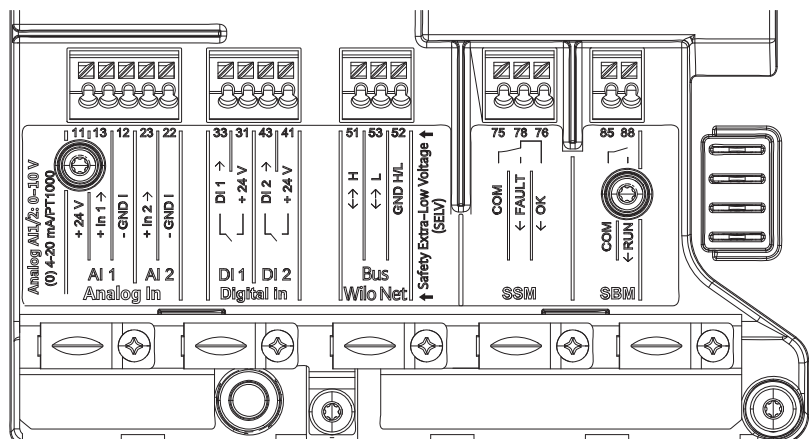 11 13 12 23 22
33 31 43 41
51 53 52
75 78 76
85 88
Analog AI1/2: 0–10 V
(0) 4-20 mA/PT1000
+ 24 V
+ In 1 →
- GND I
+ In 2 →
- GND I
AI 1 AI 2
Analog In
DI 1 →
+ 24 V
DI 2 →
+ 24 V
DI 1 DI 2
Digital in
↔ H
↔ L
GND H/L
Bus
Wilo Net
↑ Safety Extra-Low Voltage ↑
(SELV)
COM
← FAULT
← OK
SSM
COM
← RUN
SBM